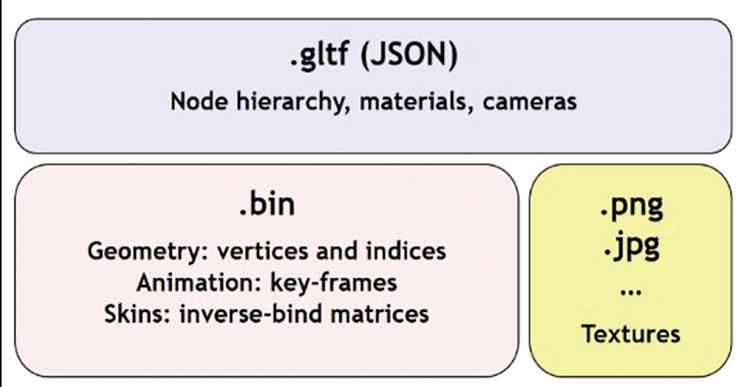 .gltf (JSON)
Node hierarchy, materials, cameras
.bin
Geometry: vertices and indices
Animation: key-frames
Skins: inverse-bind matrices
.png
.jpg
...
Textures